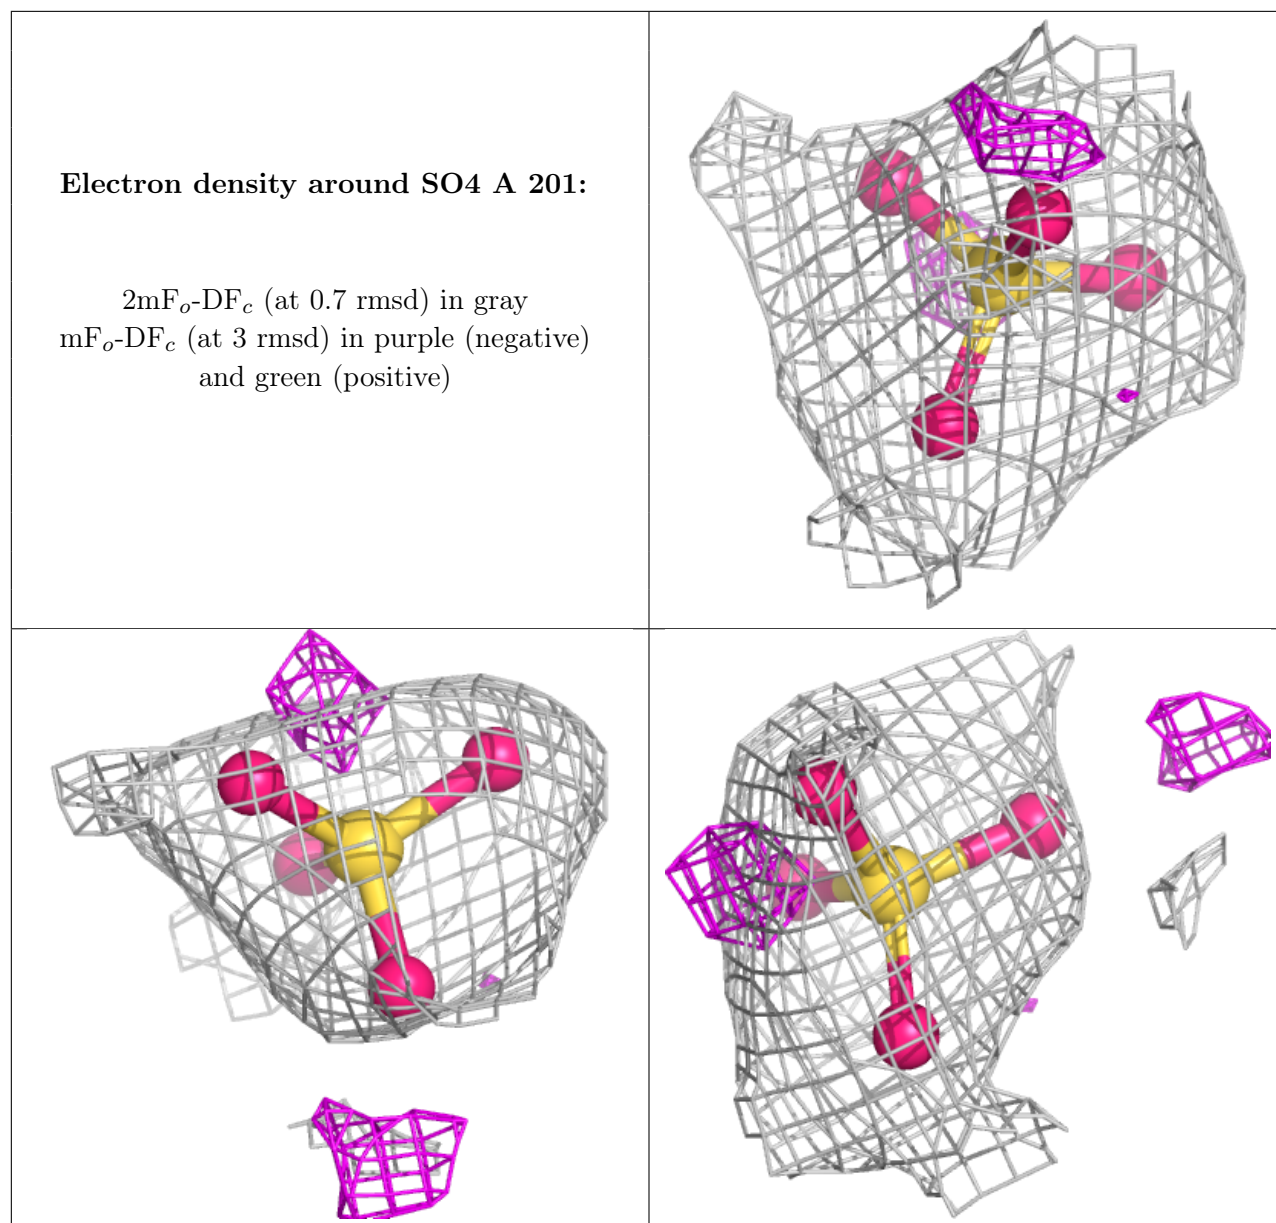 Electron density around SO4 A 201:
2mFo-DFc (at 0.7 rmsd) in gray
mFo-DFc (at 3 rmsd) in purple (negative)
and green (positive)